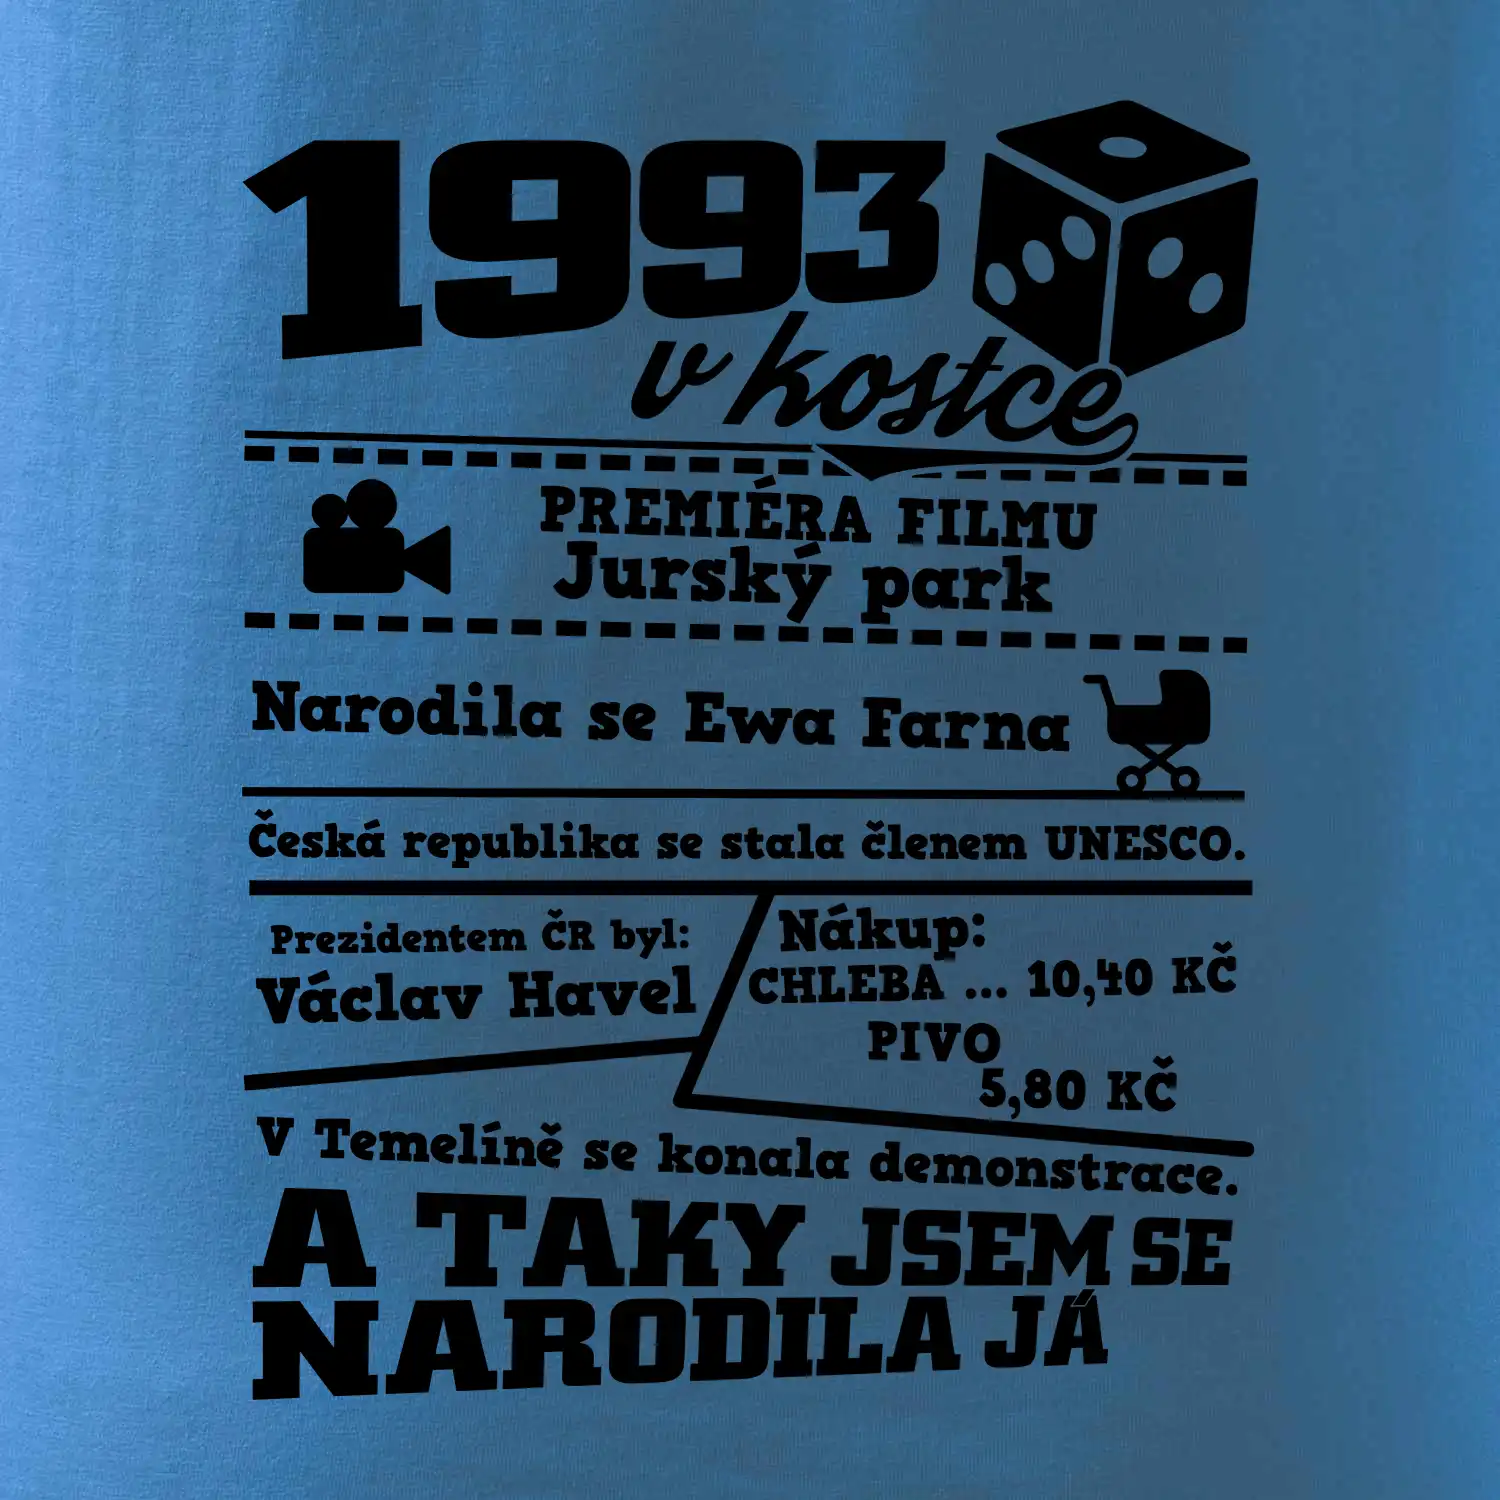 1993
v kostce
PREMIÉRA FILMU
Jurský park
Narodila se Ewa Farna
Česká republika se stala členem UNESCO.
Prezidentem ČR byl:
Václav Havel
Nákup:
CHLEBA ... 10,40 KČ
PIVO
5,80 KČ
V Temelíně se konala demonstrace.
A TAKY JSEM SE
NARODILA JÁ